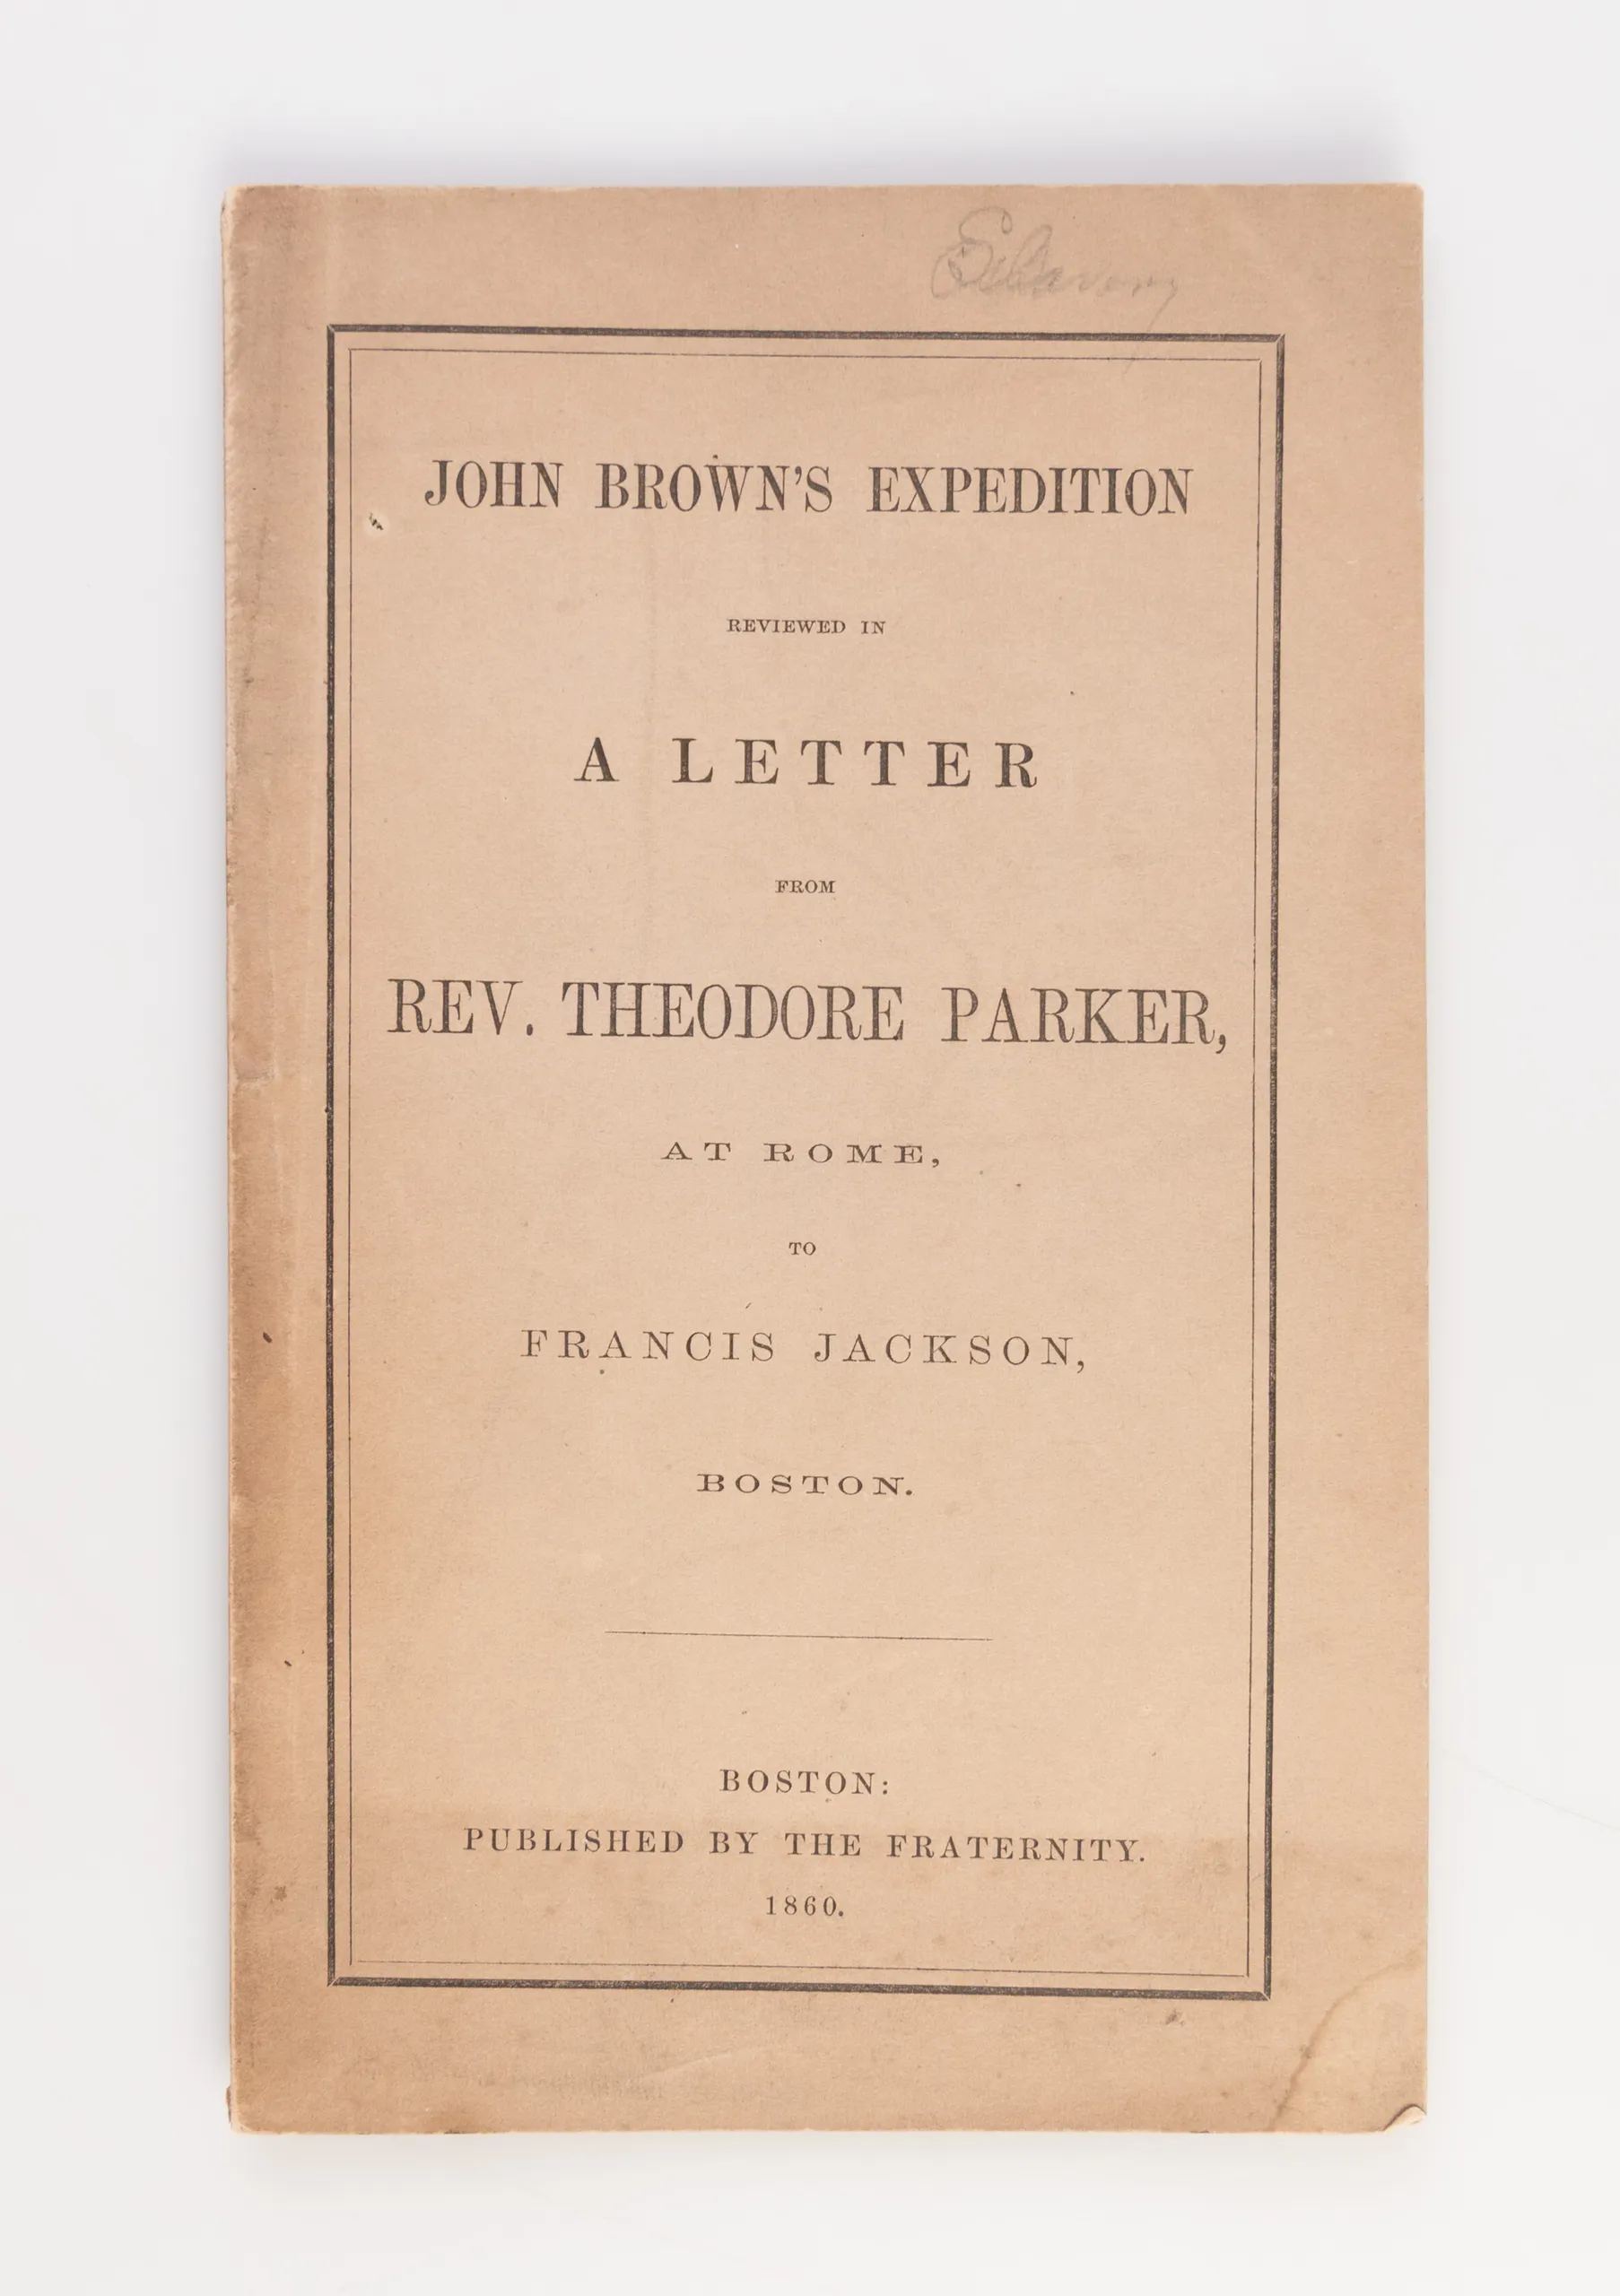 JOHN BROWN'S EXPEDITION
REVIEWED IN
A LETTER
FROM
REV. THEODORE PARKER,
AT ROME,
TO
FRANCIS JACKSON,
BOSTON.
BOSTON:
PUBLISHED BY THE FRATERNITY.
1860.